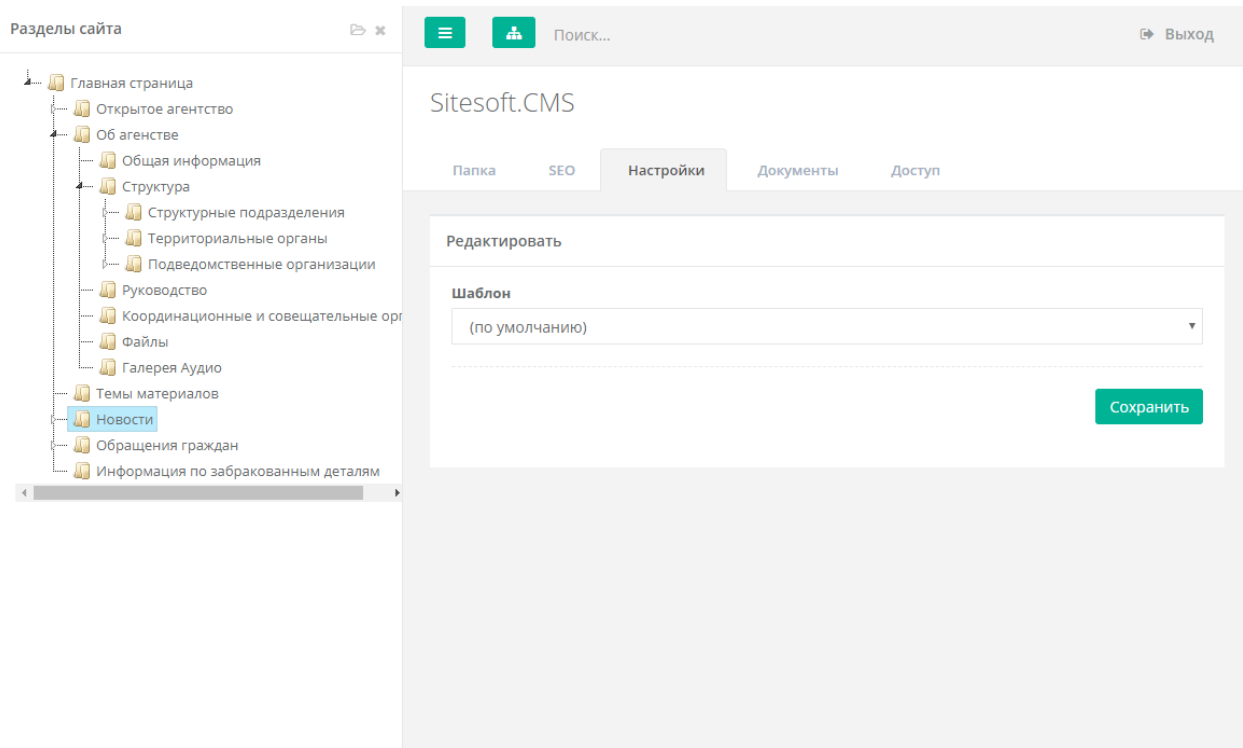 Разделы сайта
Главная страница
Открытое агентство
Об агенстве
Общая информация
Структура
Структурные подразделения
Территориальные органы
Подведомственные организации
Руководство
Координационные и совещательные орг
Файлы
Галерея Аудио
Темы материалов
Новости
Обращения граждан
Информация по забракованным деталям
Поиск...
Выход
Sitesoft.CMS
Папка SEO Настройки Документы Доступ
Редактировать
Шаблон
(по умолчанию)
Сохранить